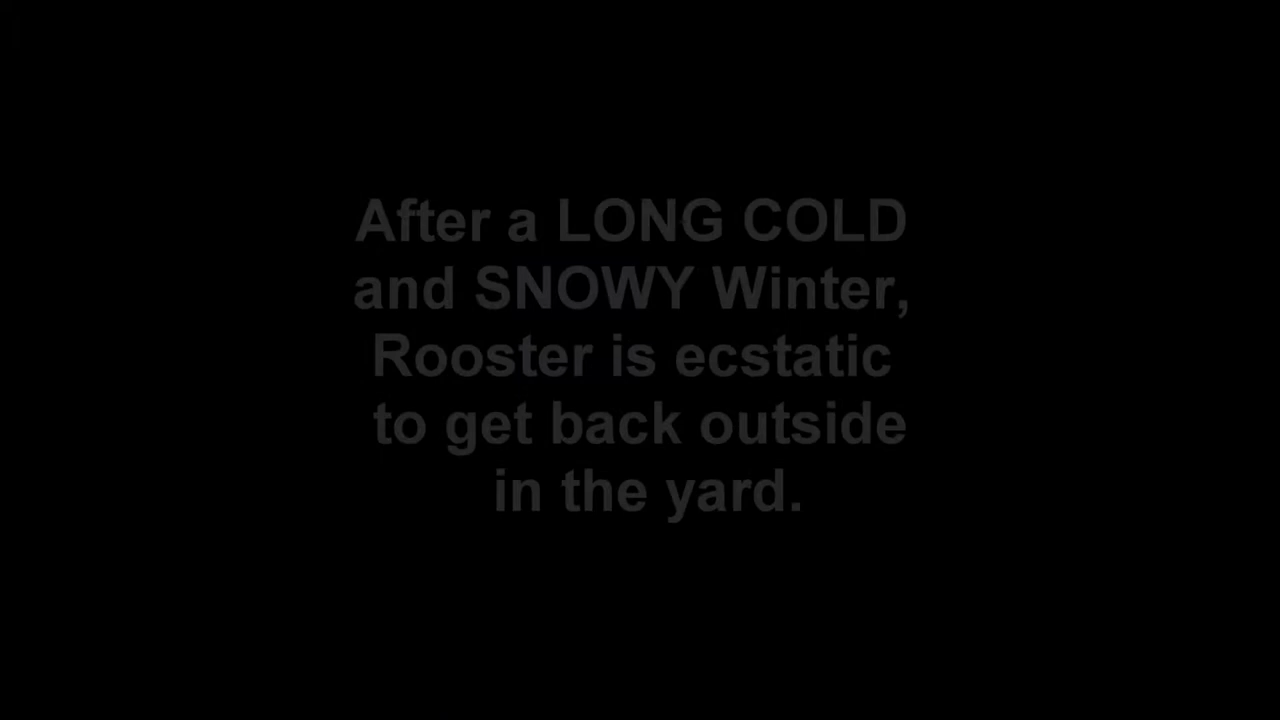 After a LONG COLD
and SNOWY Winter,
Rooster is ecstatic
to get back outside
in the yard.